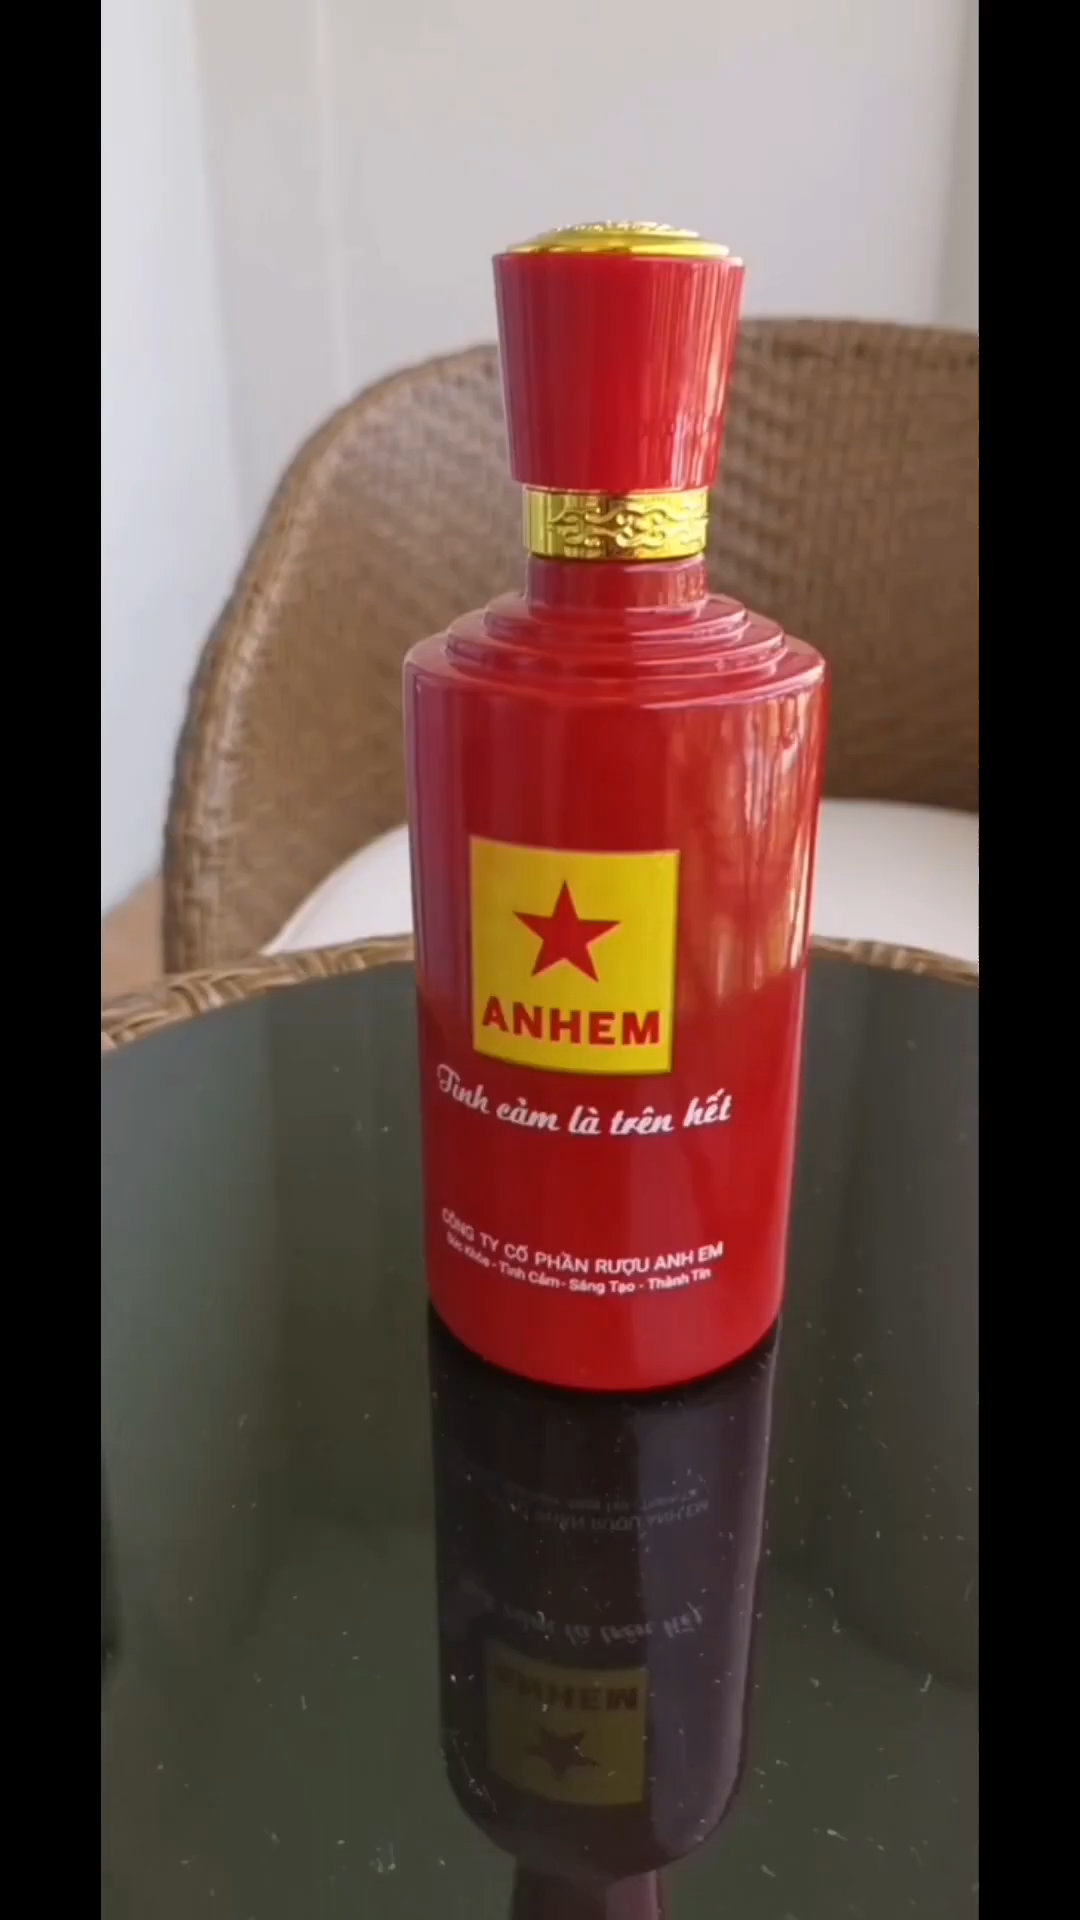 ANHEM
Tình cảm là trên hết
CÔNG TY CỔ PHẦN RƯỢU ANH EM
Sức Khỏe - Tình Cảm - Sáng Tạo - Thành Tín